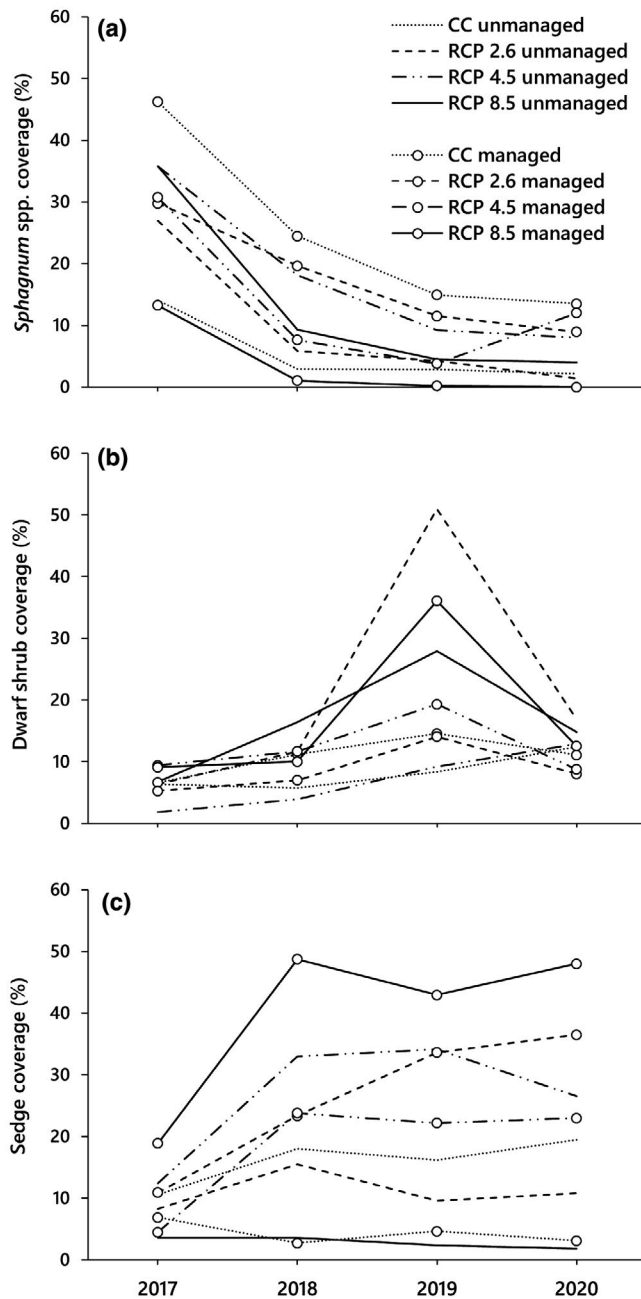 (a)
CC unmanaged
RCP 2.6 unmanaged
RCP 4.5 unmanaged
RCP 8.5 unmanaged
CC managed
RCP 2.6 managed
RCP 4.5 managed
RCP 8.5 managed
Sphagnum spp. coverage (%)
60
50
40
30
20
10
0
(b)
Dwarf shrub coverage (%)
60
50
40
30
20
10
0
(c)
Sedge coverage (%)
60
50
40
30
20
10
0
2017 2018 2019 2020